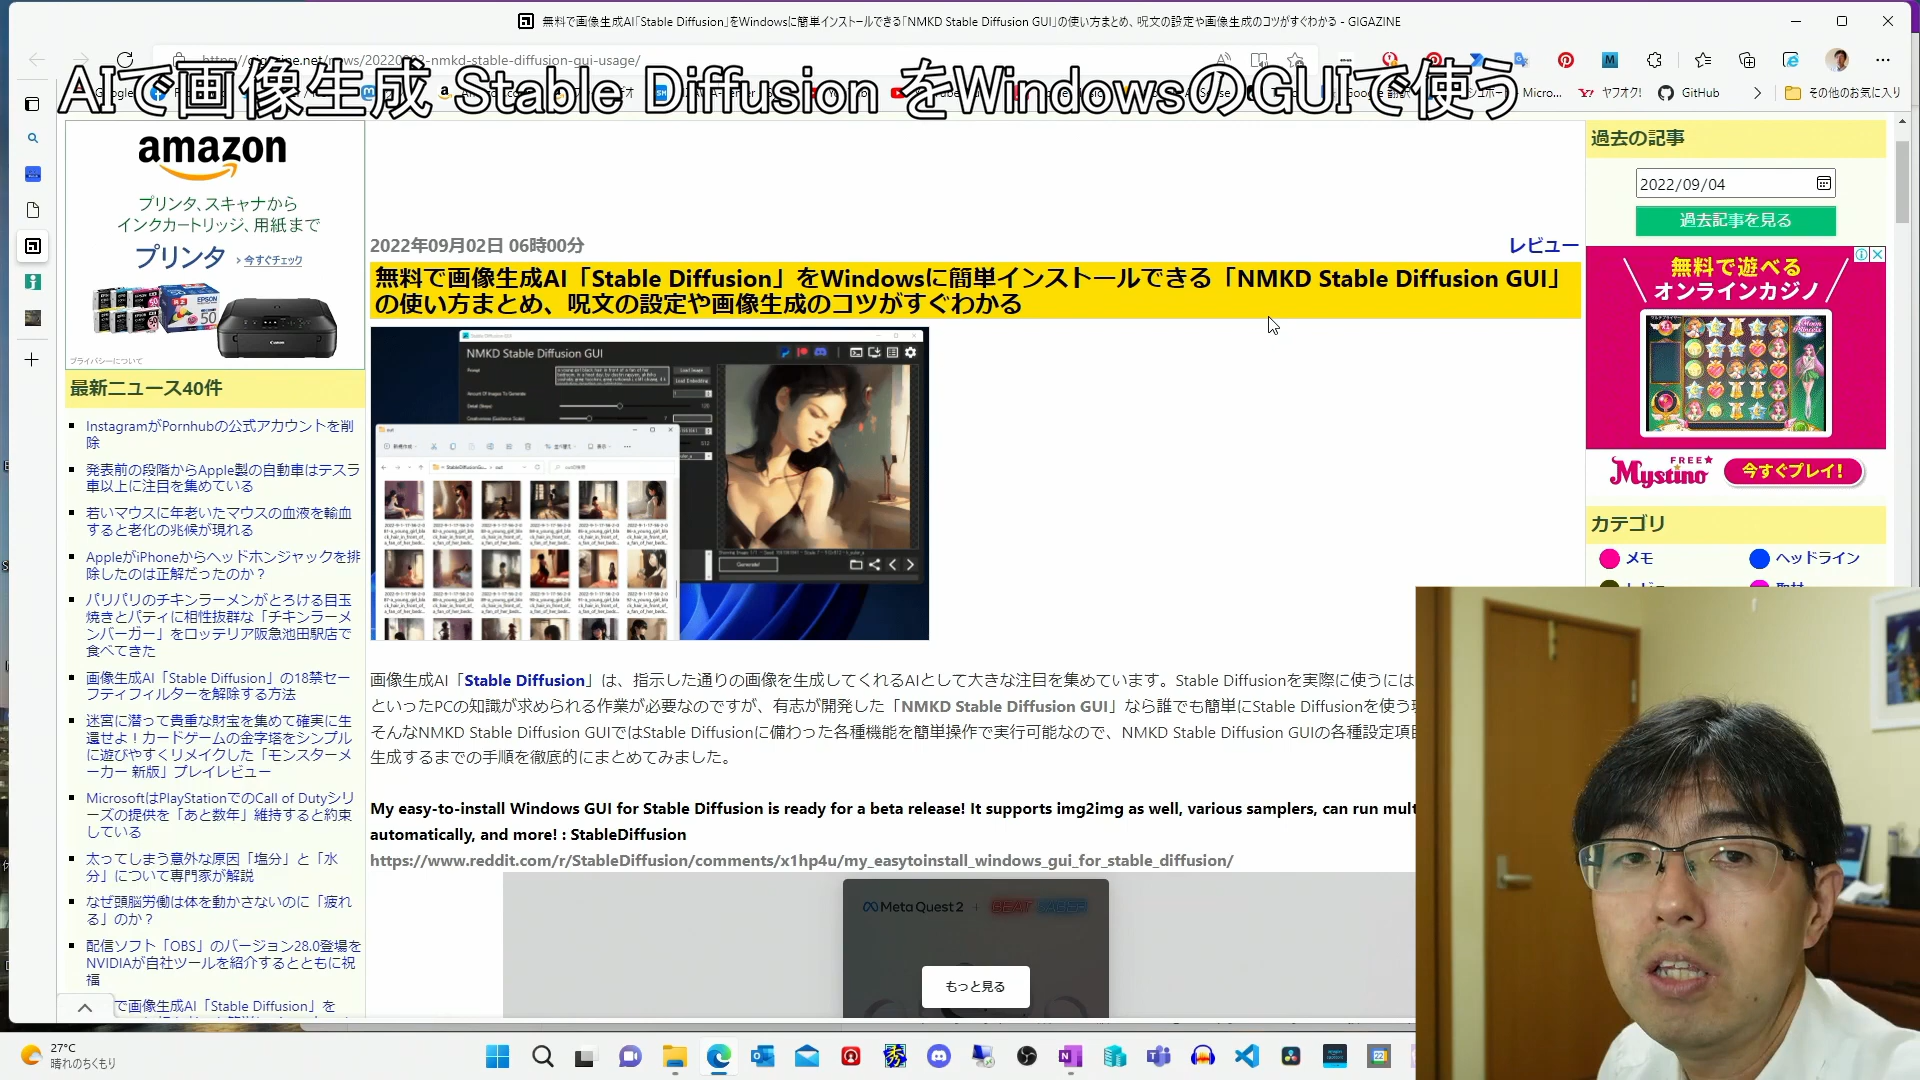 無料で画像生成AI「Stable Diffusion」をWindowsに簡単インストールできる「NMKD Stable Diffusion GUI」の使い方まとめ、呪文の設定や画像生成のコツがすぐわかる - GIGAZINE
-nmkd-stable-diffusion-gui-usage/
AIで画像生成 Stable Diffusion をWindowsのGUIで使う
Micro...
ヤフオク!
GitHub
その他のお気に入り
amazon
プリンタ、スキャナから
インクカートリッジ、用紙まで
プリンタ
今すぐチェック
プライバシーについて
最新ニュース40件
InstagramがPornhubの公式アカウントを削
除
発表前の段階からApple製の自動車はテスラ
車以上に注目を集めている
若いマウスに年老いたマウスの血液を輸血
すると老化の兆候が現れる
AppleがiPhoneからヘッドホンジャックを排
除したのは正解だったのか？
パリパリのチキンラーメンがとろける目玉
焼きとパティに相性抜群な「チキンラーメ
ンバーガー」をロッテリア阪急池田駅店で
食べてきた
画像生成AI「Stable Diffusion」の18禁セー
フティフィルターを解除する方法
迷宮に潜って貴重な財宝を集めて確実に生
還せよ！カードゲームの金字塔をシンプル
に遊びやすくリメイクした「モンスターメ
ーカー 新版」プレイレビュー
MicrosoftはPlayStationでのCall of Dutyシリ
ーズの提供を「あと数年」維持すると約束
している
太ってしまう意外な原因「塩分」と「水
分」について専門家が解説
なぜ頭脳労働は体を動かさないのに「疲れ
る」のか？
配信ソフト「OBS」のバージョン28.0登場を
NVIDIAが自社ツールを紹介するとともに祝
福
で画像生成AI「Stable Diffusion」を
2022年09月02日 06時00分
レビュー
無料で画像生成AI「Stable Diffusion」をWindowsに簡単インストールできる「NMKD Stable Diffusion GUI」
の使い方まとめ、呪文の設定や画像生成のコツがすぐわかる
NMKD Stable Diffusion GUI
画像生成AI「Stable Diffusion」は、指示した通りの画像を生成してくれるAIとして大きな注目を集めています。Stable Diffusionを実際に使うには
といったPCの知識が求められる作業が必要なのですが、有志が開発した「NMKD Stable Diffusion GUI」なら誰でも簡単にStable Diffusionを使う
そんなNMKD Stable Diffusion GUIではStable Diffusionに備わった各種機能を簡単操作で実行可能なので、NMKD Stable Diffusion GUIの各種設定項
生成するまでの手順を徹底的にまとめてみました。
My easy-to-install Windows GUI for Stable Diffusion is ready for a beta release! It supports img2img as well, various samplers, can run mult
automatically, and more! : StableDiffusion
https://www.reddit.com/r/StableDiffusion/comments/x1hp4u/my_easytoinstall_windows_gui_for_stable_diffusion/
Meta Quest 2 + BEAT SABER
もっと見る
過去の記事
2022/09/04
過去記事を見る
無料で遊べる
オンラインカジノ
FREE
Mystino
今すぐプレイ!
カテゴリ
メモ
ヘッドライン
27°C
晴れのちくもり